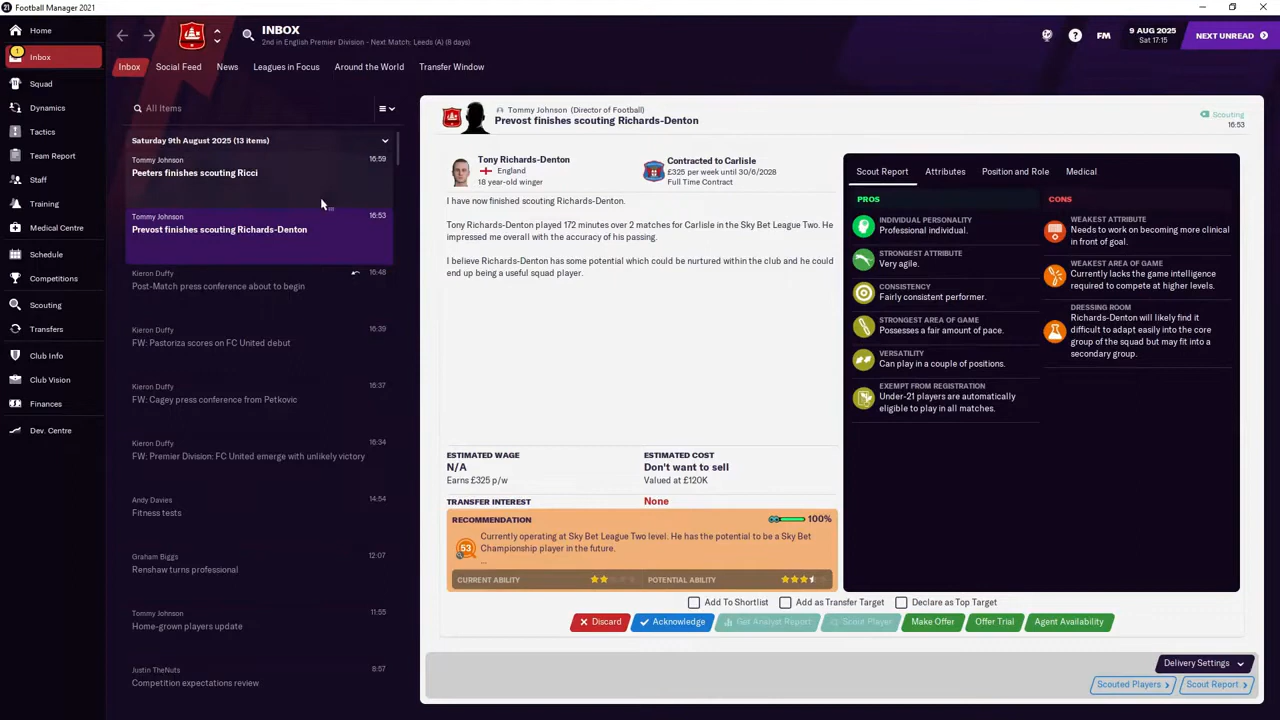 21 Football Manager 2021
Home
1
Inbox
Squad
Dynamics
Tactics
Team Report
Staff
Training
Medical Centre
Schedule
Competitions
Scouting
Transfers
Club Info
Club Vision
Finances
Dev. Centre
INBOX
2nd in English Premier Division - Next Match: Leeds (A) (8 days)
? FM
9 AUG 2025
Sat 17:15
NEXT UNREAD
Inbox Social Feed News Leagues in Focus Around the World Transfer Window
All Items
Saturday 9th August 2025 (13 items)
Tommy Johnson 16:59
Peeters finishes scouting Ricci
Tommy Johnson 16:53
Prevost finishes scouting Richards-Denton
Kieron Duffy 16:48
Post-Match press conference about to begin
Kieron Duffy 16:39
FW: Pastoriza scores on FC United debut
Kieron Duffy 16:37
FW: Cagey press conference from Petkovic
Kieron Duffy 16:34
FW: Premier Division: FC United emerge with unlikely victory
Andy Davies 14:54
Fitness tests
Graham Biggs 12:07
Renshaw turns professional
Tommy Johnson 11:55
Home-grown players update
Justin TheNuts 8:57
Competition expectations review
Tommy Johnson (Director of Football)
Prevost finishes scouting Richards-Denton
Scouting
16:53
Tony Richards-Denton
England
18 year-old winger
Contracted to Carlisle
£325 per week until 30/6/2028
Full Time Contract
I have now finished scouting Richards-Denton.
Tony Richards-Denton played 172 minutes over 2 matches for Carlisle in the Sky Bet League Two. He
impressed me overall with the accuracy of his passing.
I believe Richards-Denton has some potential which could be nurtured within the club and he could
end up being a useful squad player.
ESTIMATED WAGE
N/A
Earns £325 p/w
ESTIMATED COST
Don't want to sell
Valued at £120K
TRANSFER INTEREST None
RECOMMENDATION 100%
53
Currently operating at Sky Bet League Two level. He has the potential to be a Sky Bet
Championship player in the future.
--
CURRENT ABILITY POTENTIAL ABILITY
Scout Report Attributes Position and Role Medical
PROS
INDIVIDUAL PERSONALITY
Professional individual.
STRONGEST ATTRIBUTE
Very agile.
CONSISTENCY
Fairly consistent performer.
STRONGEST AREA OF GAME
Possesses a fair amount of pace.
VERSATILITY
Can play in a couple of positions.
EXEMPT FROM REGISTRATION
Under-21 players are automatically
eligible to play in all matches.
CONS
WEAKEST ATTRIBUTE
Needs to work on becoming more clinical
in front of goal.
WEAKEST AREA OF GAME
Currently lacks the game intelligence
required to compete at higher levels.
DRESSING ROOM
Richards-Denton will likely find it
difficult to adapt easily into the core
group of the squad but may fit into a
secondary group.
Add To Shortlist Add as Transfer Target Declare as Top Target
Discard Acknowledge Get Analyst Report Scout Player Make Offer Offer Trial Agent Availability
Delivery Settings
Scouted Players Scout Report